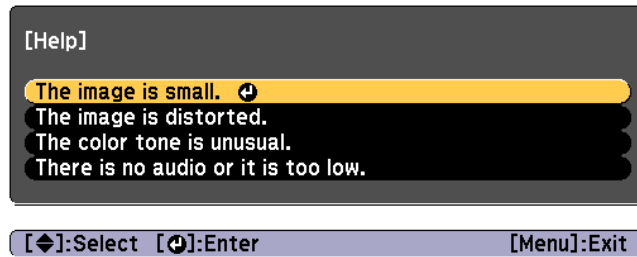 [Help]
The image is small.
The image is distorted.
The color tone is unusual.
There is no audio or it is too low.
[◆]:Select [⏎]:Enter [Menu]:Exit